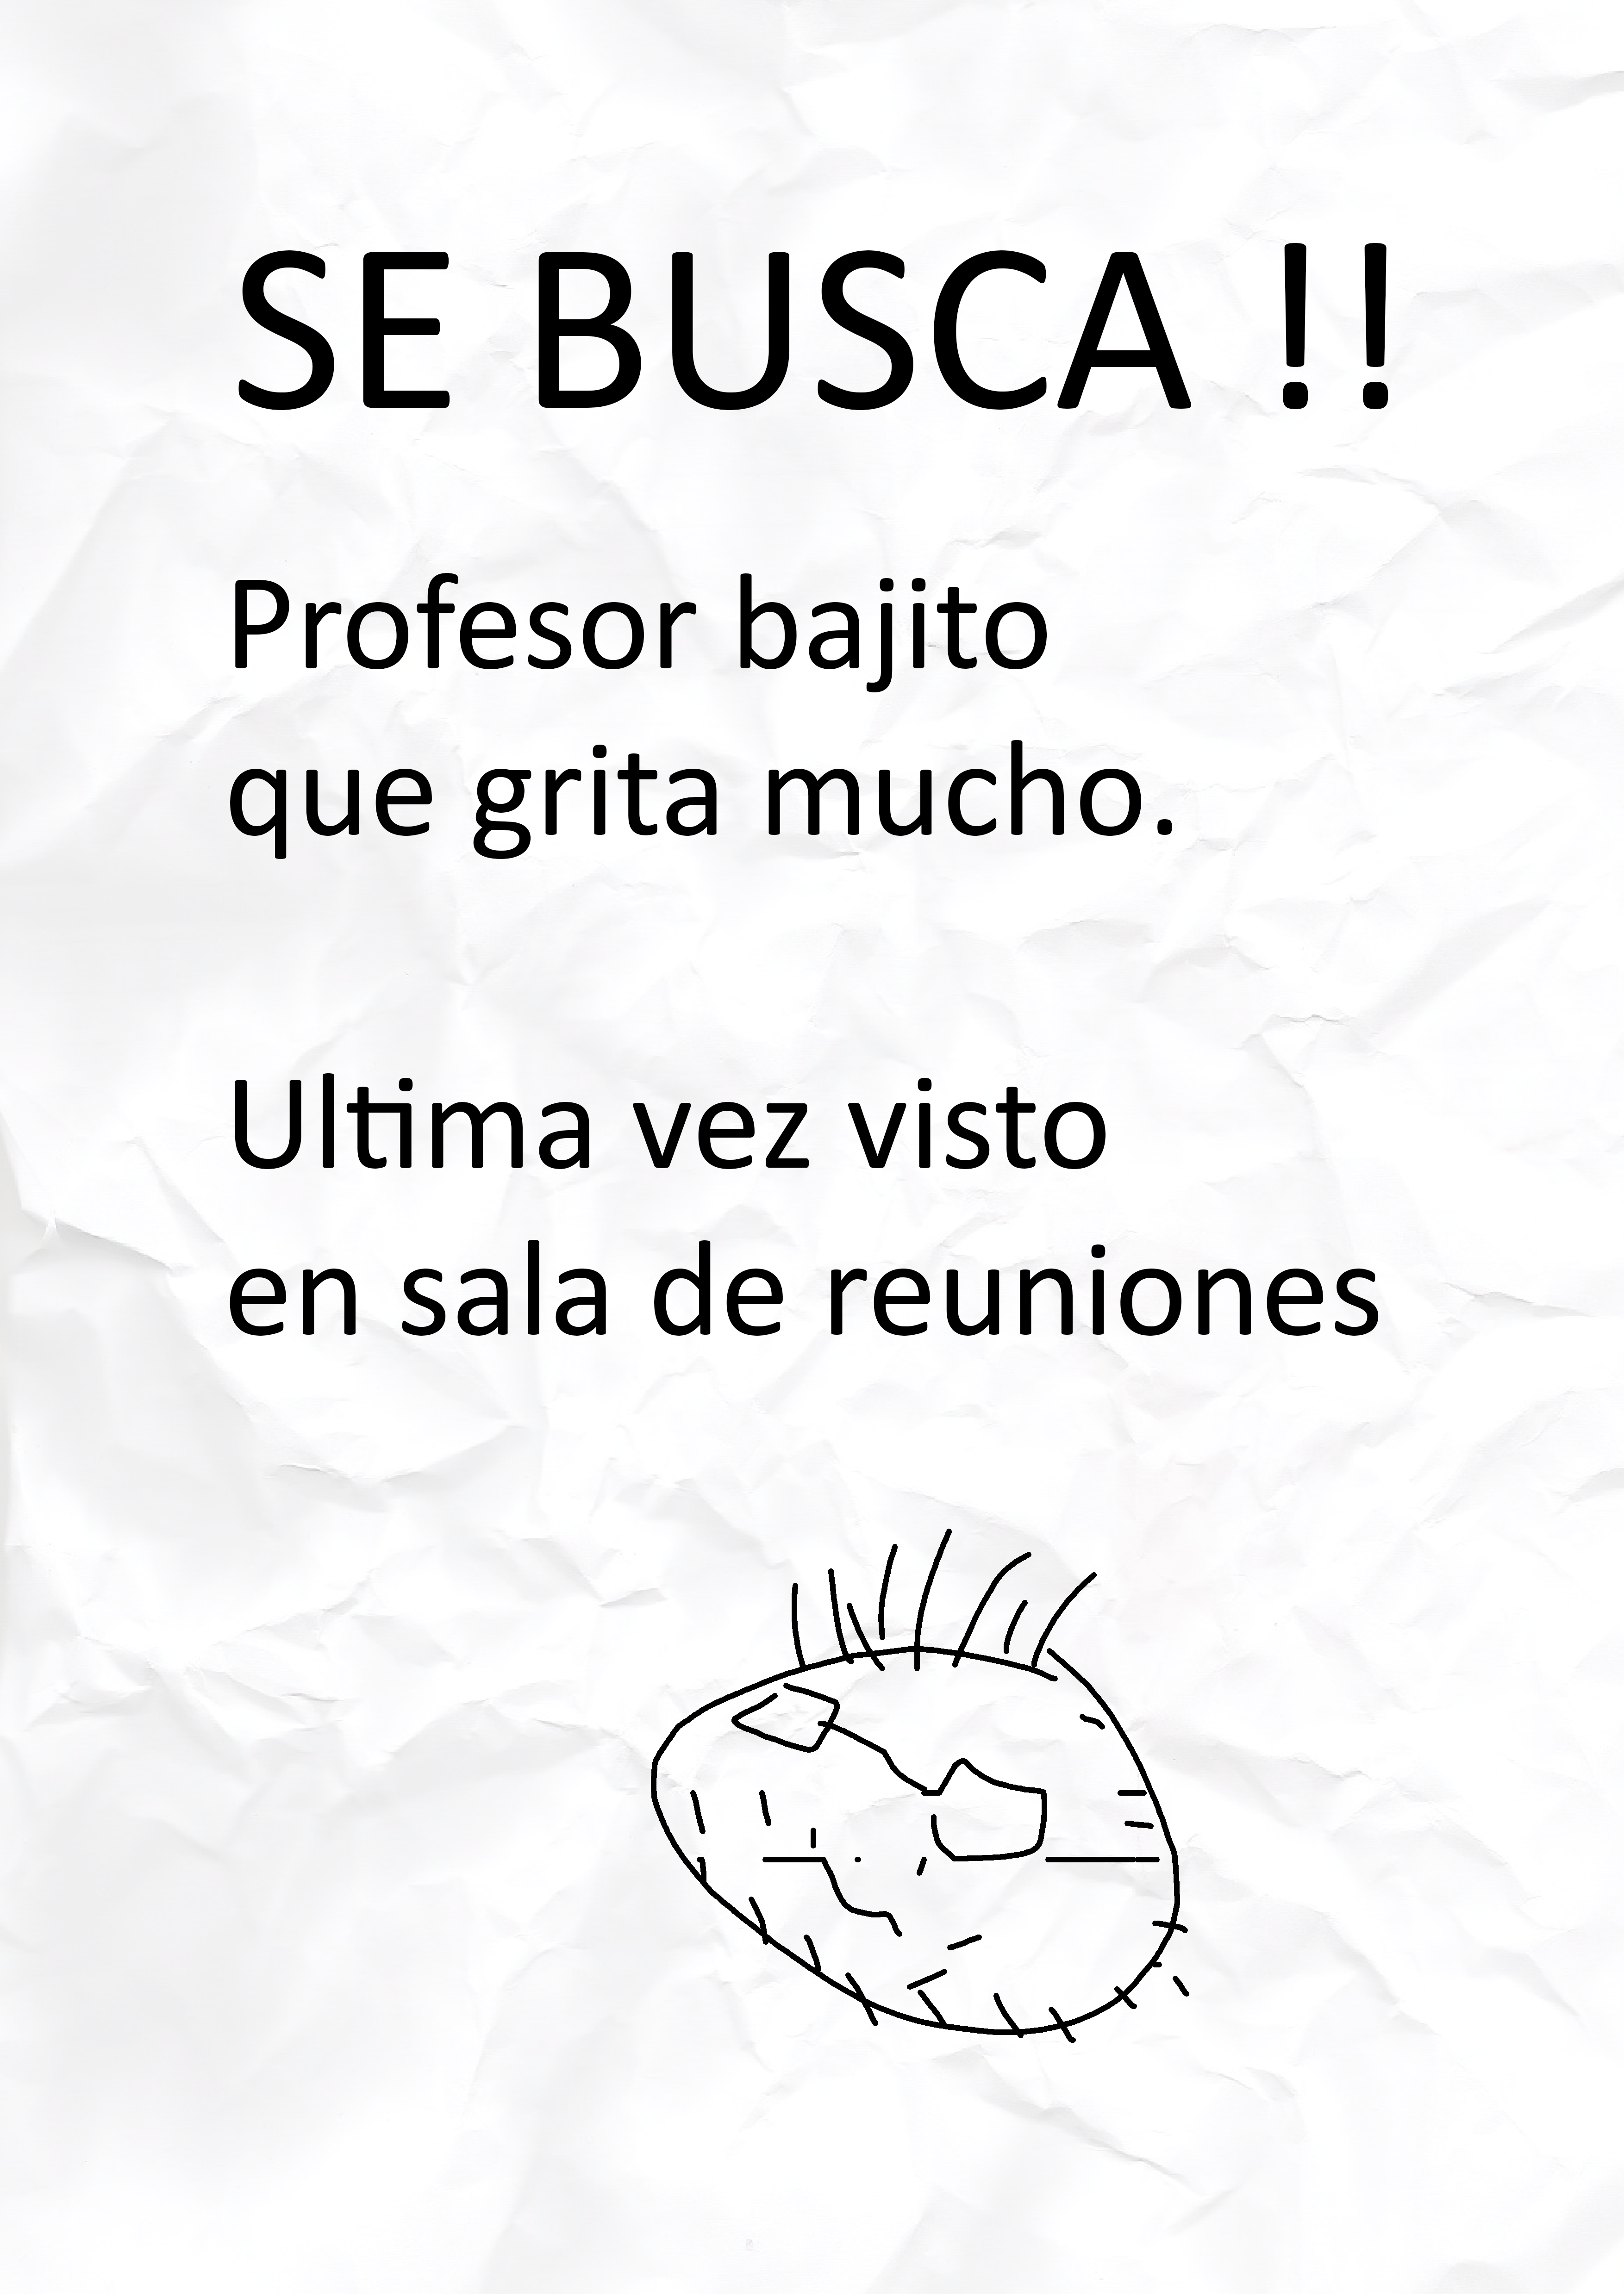 SE BUSCA !!
Profesor bajito
que grita mucho.
Ultima vez visto
en sala de reuniones